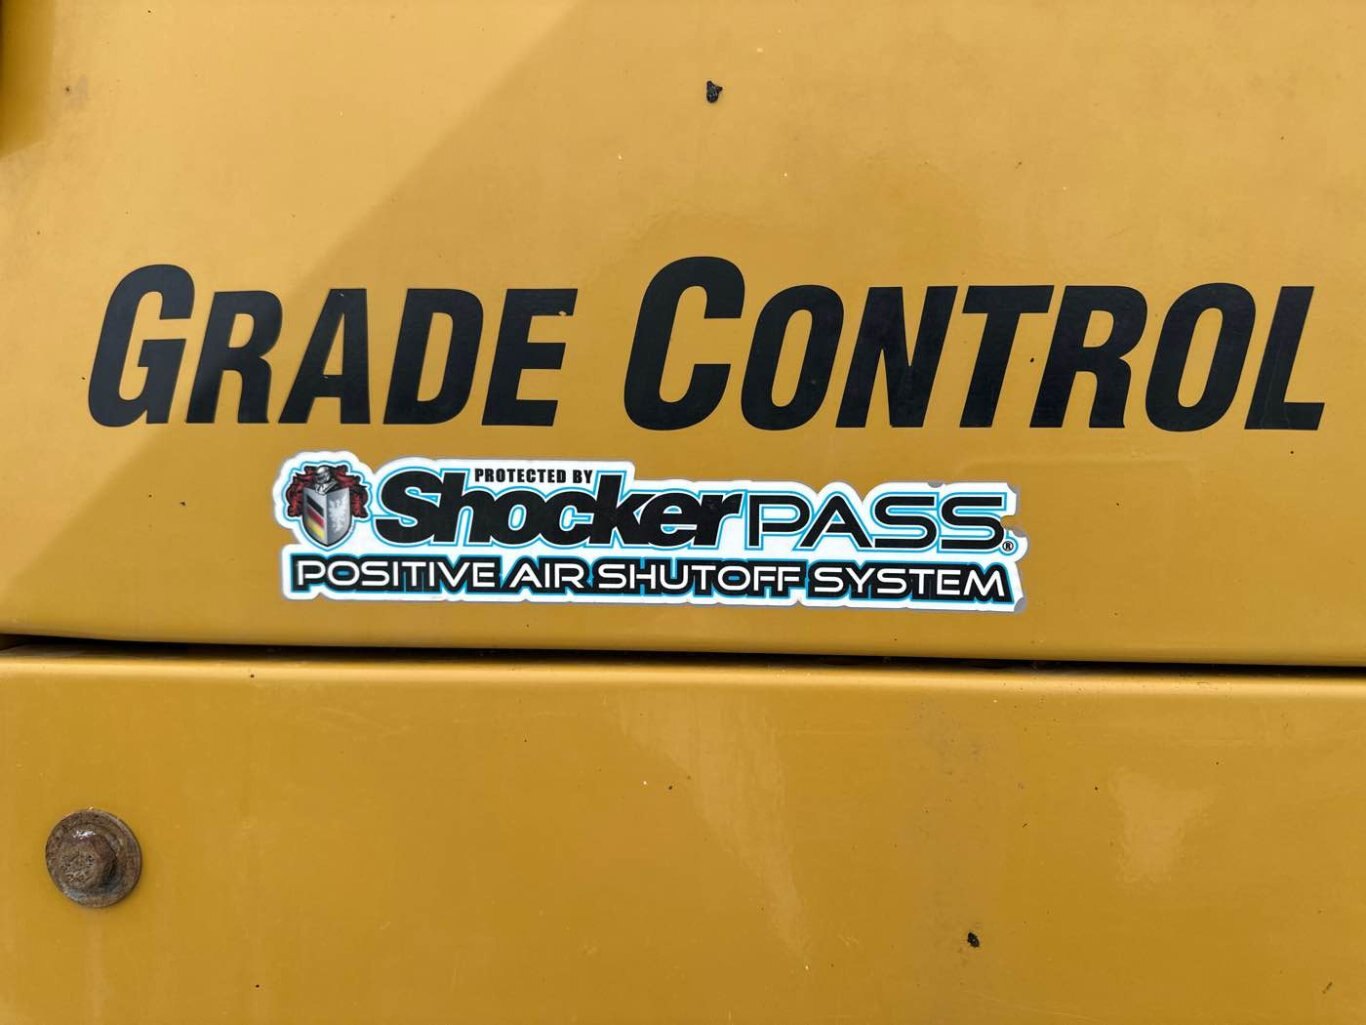 GRADE CONTROL
PROTECTED BY
ShockerPASS®
POSITIVE AIR SHUTOFF SYSTEM